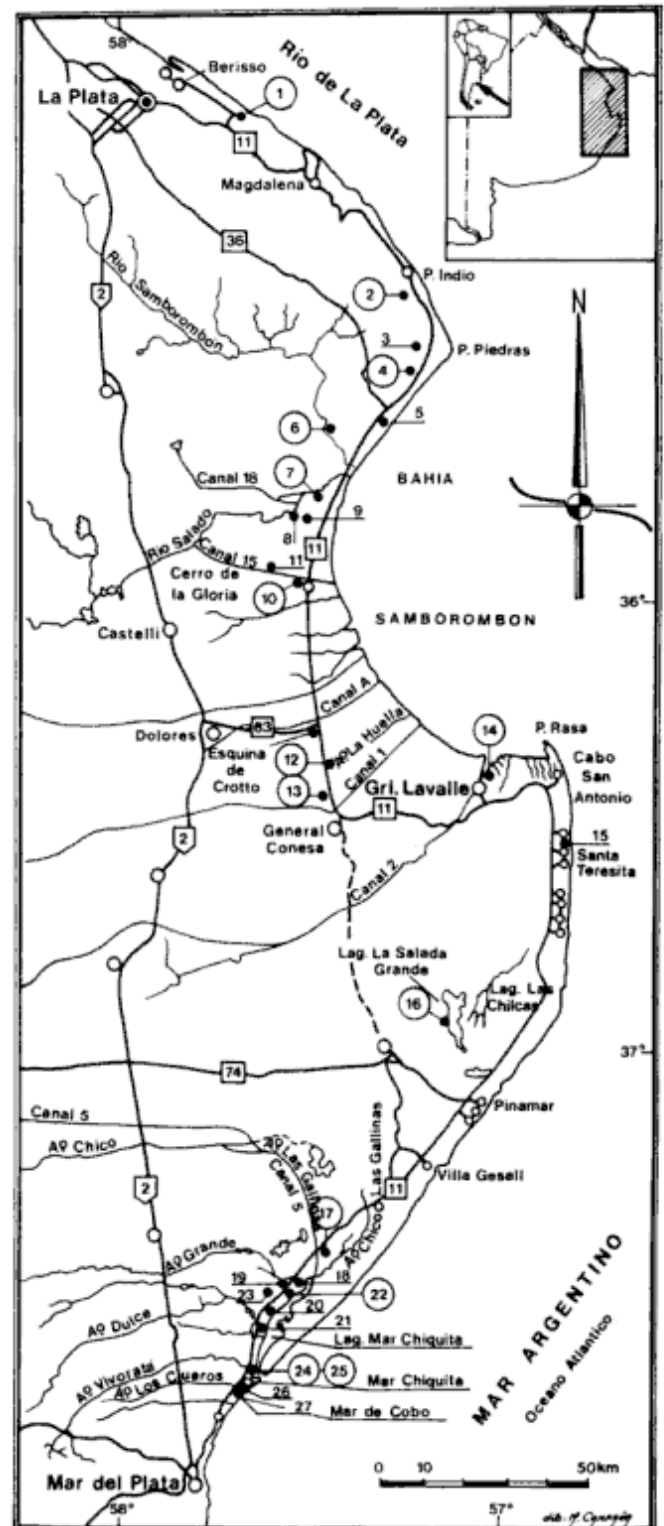 58°
Berisso
Rio de La Plata
La Plata
1
11
Magdalena
36
Rio Samborombon
P. Indio
2
2
3
P. Piedras
4
5
6
N
7
Canal 18
BAHIA
8
9
Rio Salado
11
Canal 15
11
Cerro de
la Gloria
10
36°
SAMBOROMBON
Castelli
Canal A
Dolores
63
Aº La Huella
Esquina
de
Crotto
12
Canal 1
13
14
P. Rasa
Cabo
San
Antonio
Gri. Lavalle
11
General
Conesa
2
15
Santa
Teresita
Canal 2
Lag. La Salada
Grande
Lag. Las
Chilcas
16
37°
74
Pinamar
Canal 5
Aº Chico
Aº Las Gallinas
Canal 5
Aº Chico
Las Gallinas
11
Villa Gesell
2
17
Aº Grande
19
18
23
22
20
Aº Dulce
21
Lag. Mar Chiquita
Aº Vivorata
24
25
Mar Chiquita
Aº Los Cueros
26
27
Mar de Cobo
MAR ARGENTINO
Oceano Atlantico
Mar del Plata
0 10 50km
58°
57°